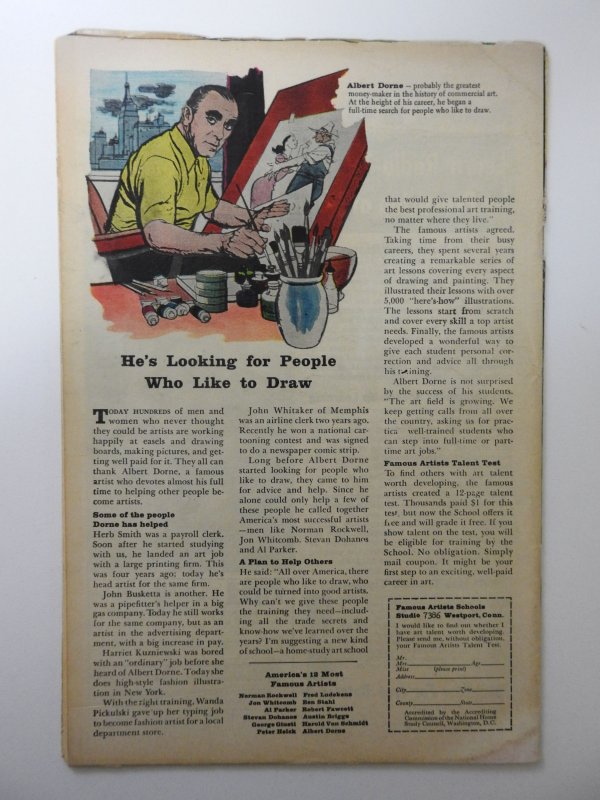 Albert Dorne — probably the greatest
money-maker in the history of commercial art.
At the height of his career, he began a
full-time search for people who like to draw.
He's Looking for People
Who Like to Draw
TODAY HUNDREDS of men and
women who never thought
they could be artists are working
happily at easels and drawing
boards, making pictures, and get-
ting well paid for it. They all can
thank Albert Dorne, a famous
artist who devotes almost his full
time to helping other people be-
come artists.
Some of the people
Dorne has helped
Herb Smith was a payroll clerk.
Soon after he started studying
with us, he landed an art job
with a large printing firm. This
was four years ago; today he's
head artist for the same firm.
John Busketta is another. He
was a pipefitter's helper in a big
gas company. Today he still works
for the same company, but as an
artist in the advertising depart-
ment, with a big increase in pay.
Harriet Kuzniewski was bored
with an "ordinary" job before she
heard of Albert Dorne. Today she
does high-style fashion illustra-
tion in New York.
With the right training, Wanda
Pickulski gave up her typing job
to become fashion artist for a local
department store.
John Whitaker of Memphis
was an airline clerk two years ago.
Recently he won a national car-
tooning contest and was signed
to do a newspaper comic strip.
Long before Albert Dorne
started looking for people who
like to draw, they came to him
for advice and help. Since he
alone could only help a few of
these people he called together
America's most successful artists
—men like Norman Rockwell,
Jon Whitcomb, Stevan Dohanos
and Al Parker.
A Plan to Help Others
He said: "All over America, there
are people who like to draw, who
could be turned into good artists.
Why can't we give these people
the training they need—includ-
ing all the trade secrets and
know-how we've learned over the
years? I'm suggesting a new kind
of school—a home-study art school
America's 12 Most
Famous Artists
Norman Rockwell Fred Ludekens
Jon Whitcomb Ben Stahl
Al Parker Robert Fawcett
Stevan Dohanos Austin Briggs
George Giusti Harold Von Schmidt
Peter Helck Albert Dorne
that would give talented people
the best professional art training,
no matter where they live."
The famous artists agreed.
Taking time from their busy
careers, they spent several years
creating a remarkable series of
art lessons covering every aspect
of drawing and painting. They
illustrated their lessons with over
5,000 "here's-how" illustrations.
The lessons start from scratch
and cover every skill a top artist
needs. Finally, the famous artists
developed a wonderful way to
give each student personal cor-
rection and advice all through
his training.
Albert Dorne is not surprised
by the success of his students.
"The art field is growing. We
keep getting calls from all over
the country, asking us for prac-
tica well-trained students who
can step into full-time or part-
time art jobs."
Famous Artists Talent Test
To find others with art talent
worth developing, the famous
artists created a 12-page talent
test. Thousands paid $1 for this
test, but now the School offers it
free and will grade it free. If you
show talent on the test, you will
be eligible for training by the
School. No obligation. Simply
mail coupon. It might be your
first step to an exciting, well-paid
career in art.
Famous Artists Schools
Studio 7386 Westport, Conn.
I would like to find out whether I
have art talent worth developing.
Please send me, without obligation,
your Famous Artists Talent Test.
Mr.
Mrs. Age
Miss (please print)
Address
City Zone
County State
Accredited by the Accrediting
Commission of the National Home
Study Council, Washington, D.C.